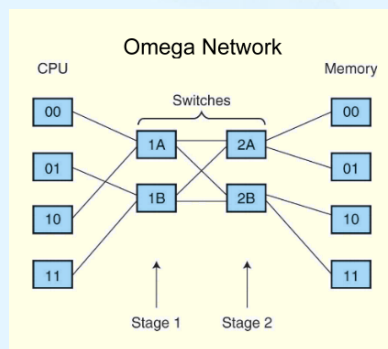 Omega Network
CPU
Memory
Switches
00
1A
2A
00
01
01
1B
2B
10
10
11
11
Stage 1
Stage 2